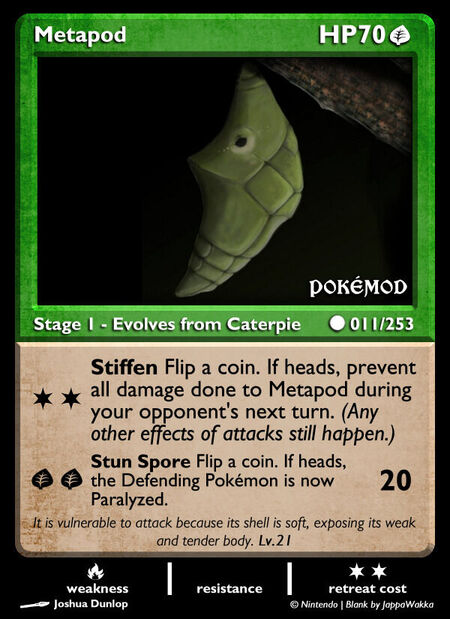 Metapod HP70
POKÉMOD
Stage 1 - Evolves from Caterpie 011/253
Stiffen Flip a coin. If heads, prevent
all damage done to Metapod during
your opponent's next turn. (Any
other effects of attacks still happen.)
Stun Spore Flip a coin. If heads,
the Defending Pokémon is now 20
Paralyzed.
It is vulnerable to attack because its shell is soft, exposing its weak
and tender body. Lv.21
weakness resistance retreat cost
Joshua Dunlop © Nintendo | Blank by JappaWakka